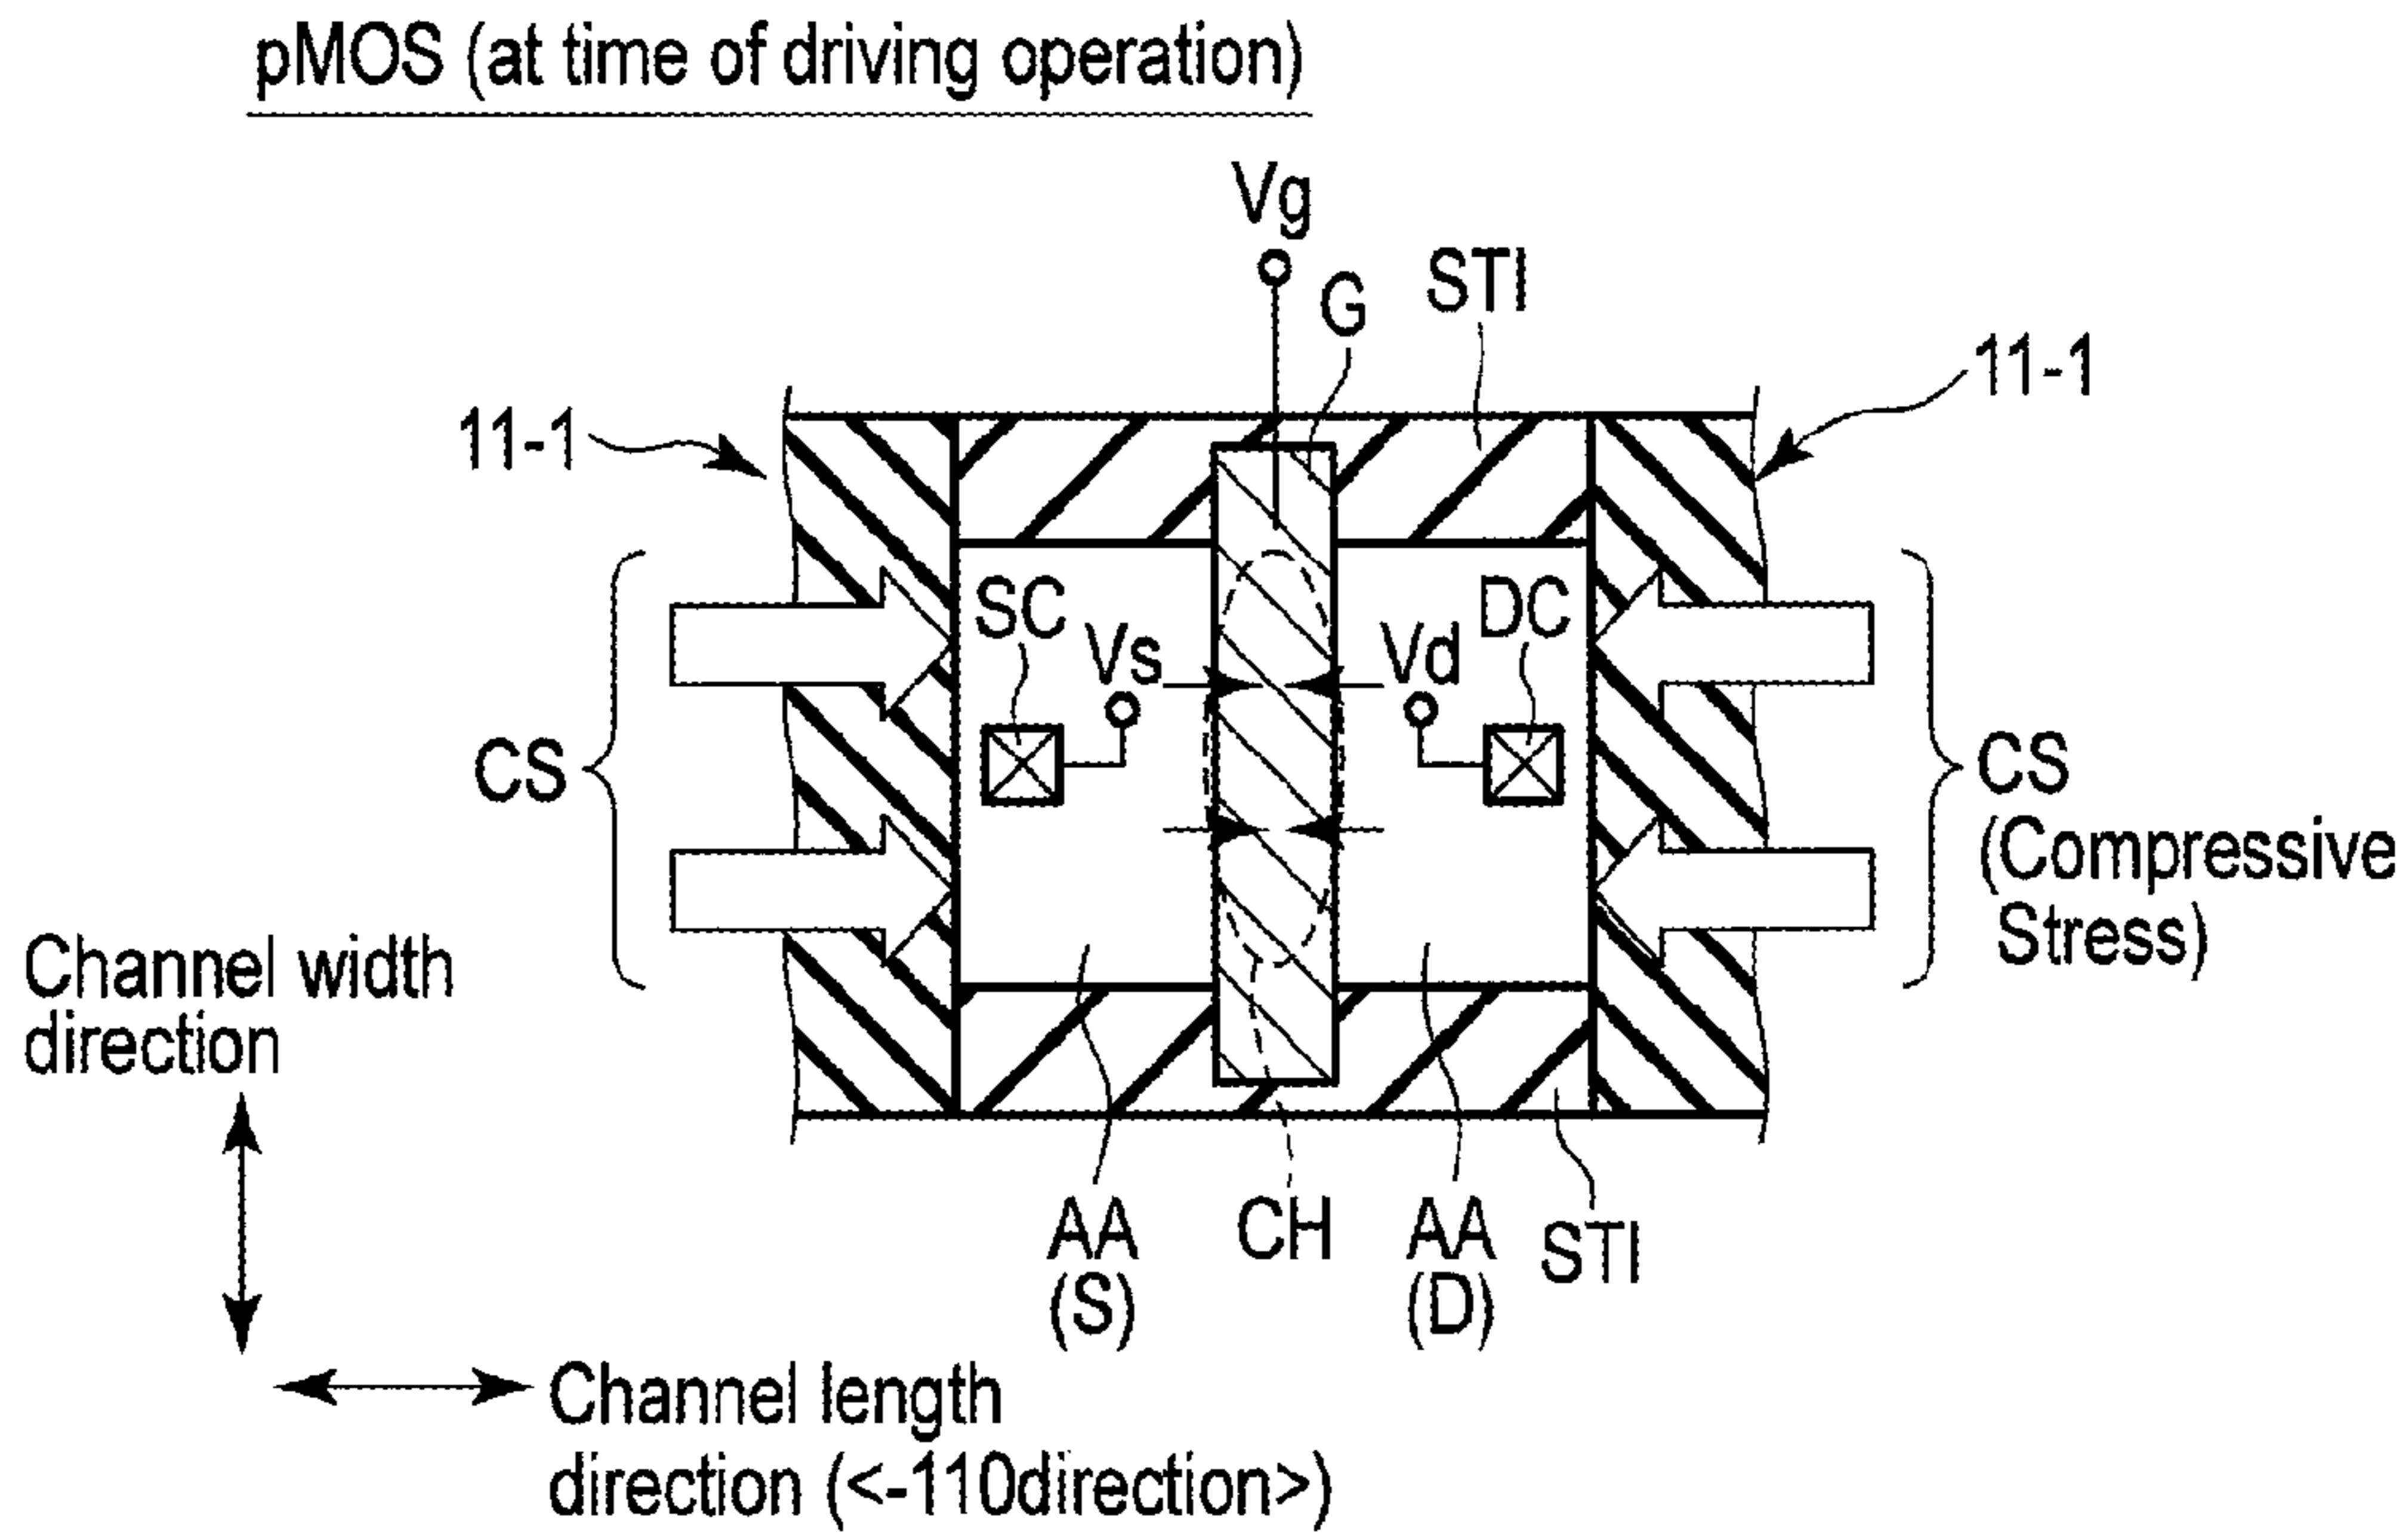 pMOS (at time of driving operation)
Vg
G
STI
11-1
11-1
SC
DC
Vs
Vd
CS
CS
(Compressive
Stress)
Channel width
direction
AA
(S)
CH
AA
(D)
STI
Channel length
direction (<-110direction>)